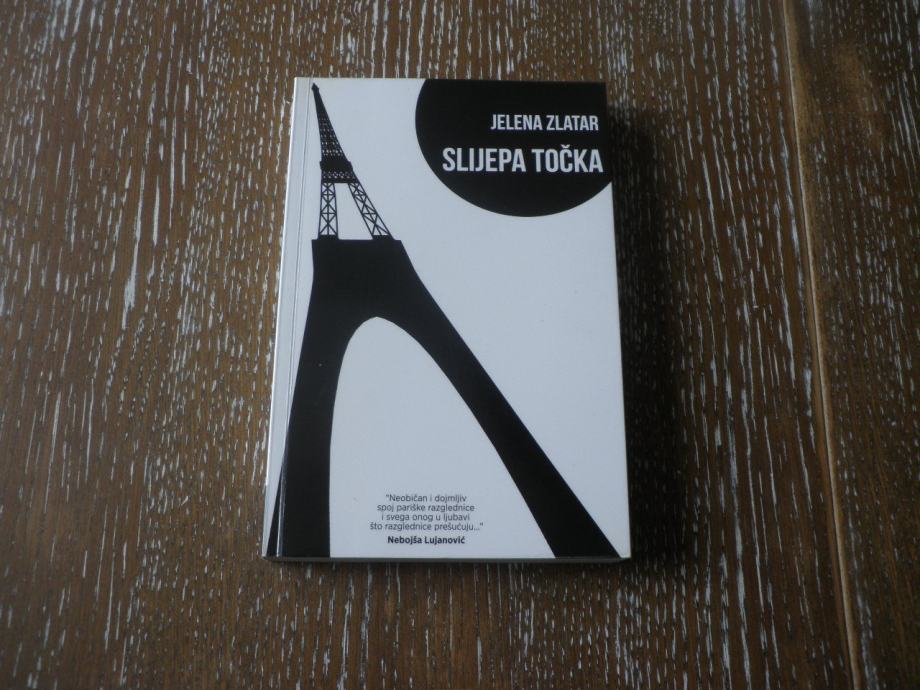 JELENA ZLATAR
SLIJEPA TOČKA
"Neobičan i dojmljiv
spoj pariške razglednice
i svega onog u ljubavi
što razglednice prešućuju..."
Nebojša Lujanović